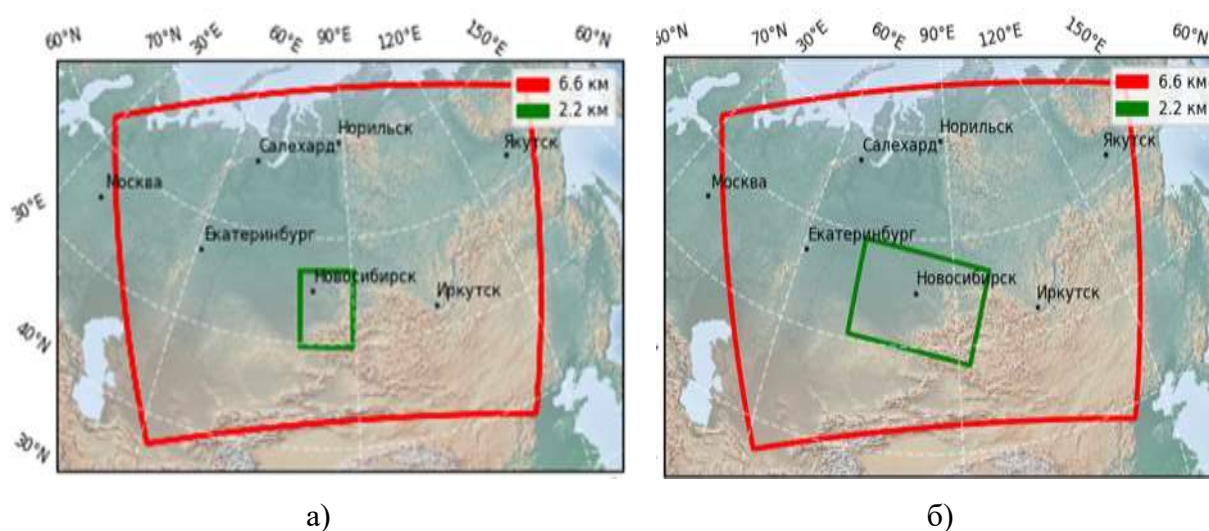 60°N 70°N 30°E 60°E 90°E 120°E 150°E 60°N
6.6 км
2.2 км
Норильск
Салехард
Якутск
Москва
30°E
Екатеринбург
Новосибирск
Иркутск
40°N
30°N
а)
60°N 70°N 30°E 60°E 90°E 120°E 150°E 60°N
6.6 км
2.2 км
Норильск
Салехард
Якутск
Москва
Екатеринбург
Новосибирск
Иркутск
б)